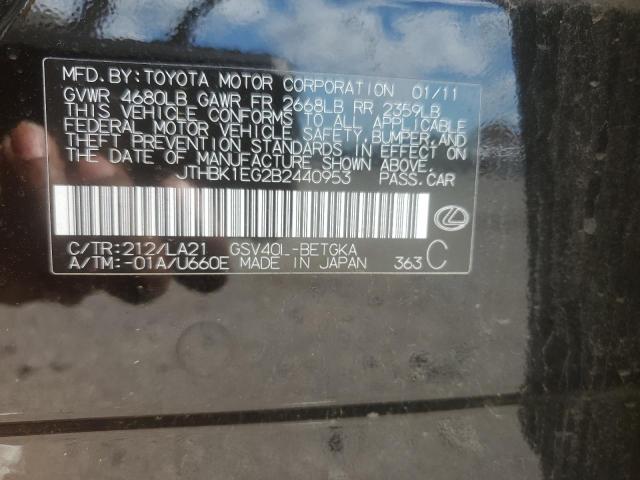 MFD. BY: TOYOTA MOTOR CORPORATION 01/11
GVWR 4680LB GAWR FR 2668LB RR 2359LB
THIS VEHICLE CONFORMS TO ALL APPLICABLE
FEDERAL MOTOR VEHICLE SAFETY, BUMPER, AND
THEFT PREVENTION STANDARDS IN EFFECT ON
THE DATE OF MANUFACTURE SHOWN ABOVE.
JTHBK1EG2B2440953 PASS. CAR
C/TR: 212/LA21 GSV40L-BETGKA
A/TM: -01A/U660E MADE IN JAPAN 363 C